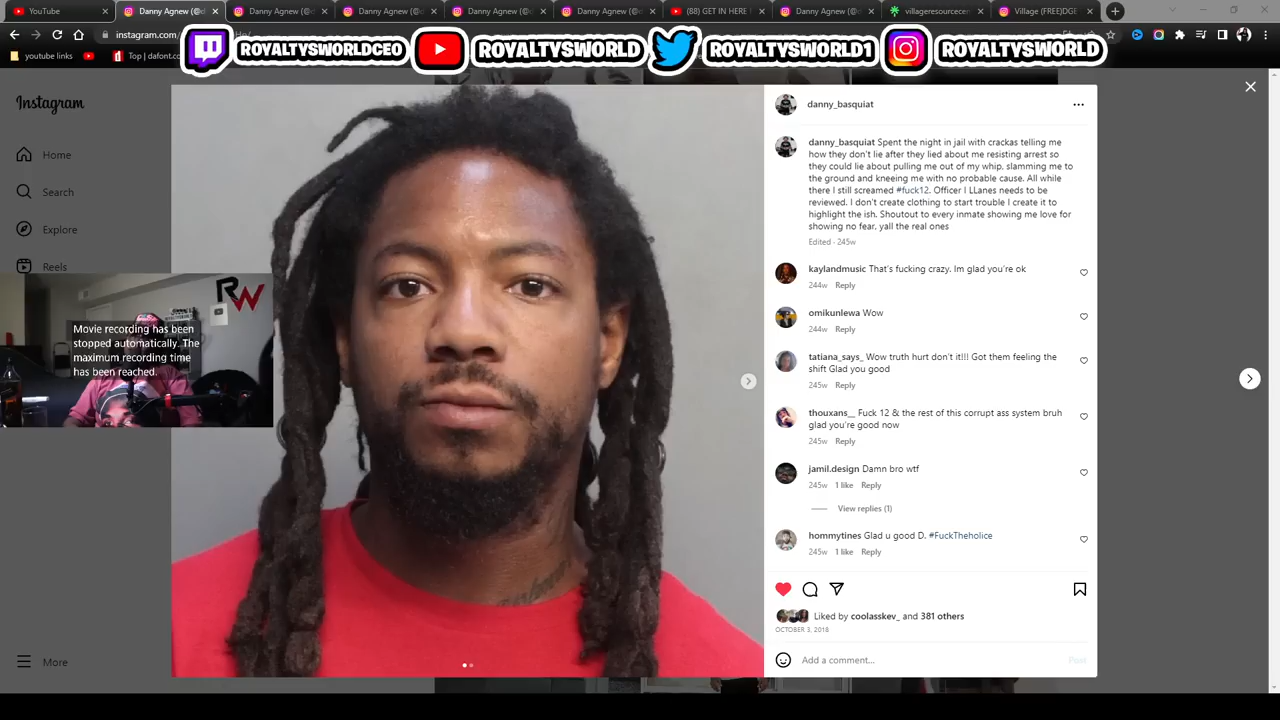 YouTube
Danny Agnew (@d
Danny Agnew (@d
Danny Agnew (@d
Danny Agnew (@d
Danny Agnew (@d
(88) GET IN HERE !
Danny Agnew (@d
villageresourcecen
Village (FREE)DGE
instagram.com
youtube links
Top | dafont.c
ROYALTYSWORLDCEO
ROYALTYSWORLD
ROYALTYSWORLD1
ROYALTYSWORLD
Instagram
Home
Search
Explore
Reels
More
RW
Movie recording has been
stopped automatically. The
maximum recording time
has been reached.
danny_basquiat
danny_basquiat Spent the night in jail with crackas telling me
how they don't lie after they lied about me resisting arrest so
they could lie about pulling me out of my whip, slamming me to
the ground and kneeing me with no probable cause. All while
there I still screamed #fuck12. Officer I LLanes needs to be
reviewed. I don't create clothing to start trouble I create it to
highlight the ish. Shoutout to every inmate showing me love for
showing no fear, yall the real ones
Edited · 245w
kaylandmusic That's fucking crazy. Im glad you're ok
244w Reply
omikunlewa Wow
244w Reply
tatiana_says_ Wow truth hurt don't it!!! Got them feeling the
shift Glad you good
245w Reply
thouxans__ Fuck 12 & the rest of this corrupt ass system bruh
glad you're good now
245w Reply
jamil.design Damn bro wtf
245w 1 like Reply
View replies (1)
hommytines Glad u good D. #FuckTheholice
245w 1 like Reply
Liked by coolasskev_ and 381 others
OCTOBER 3, 2018
Add a comment...
Post